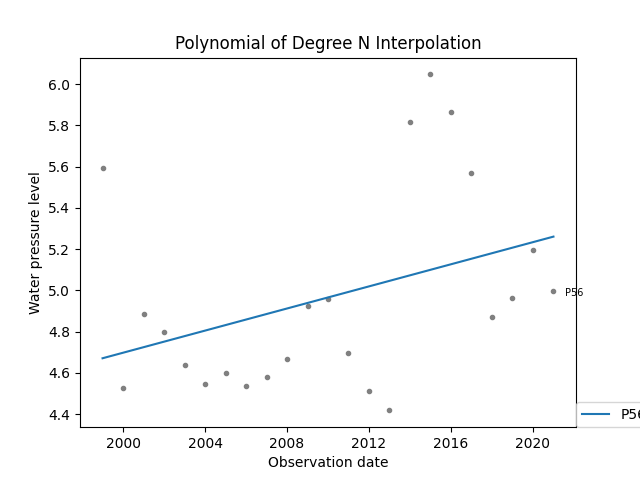 Polynomial of Degree N Interpolation
Water pressure level
6.0
5.8
5.6
5.4
5.2
5.0
4.8
4.6
4.4
P56
P56
2000 2004 2008 2012 2016 2020
Observation date